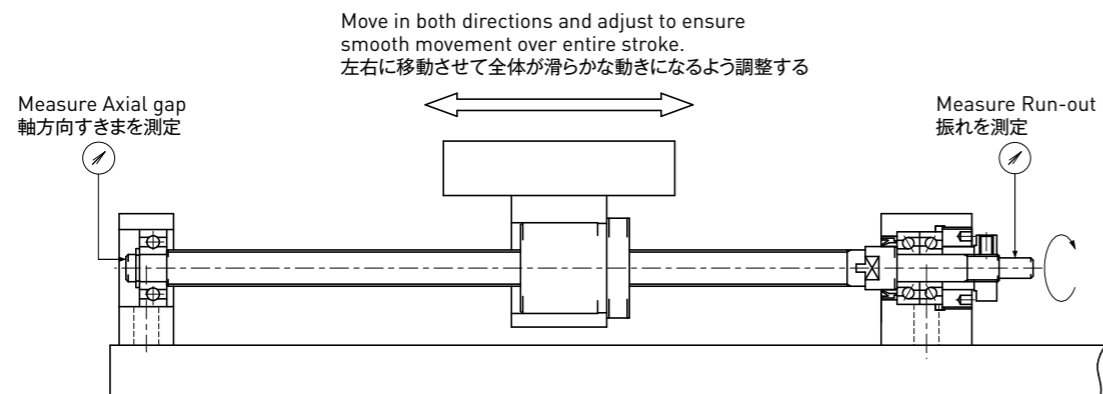 Move in both directions and adjust to ensure
smooth movement over entire stroke.
左右に移動させて全体が滑らかな動きになるよう調整する
Measure Axial gap
軸方向すきまを測定
Measure Run-out
振れを測定